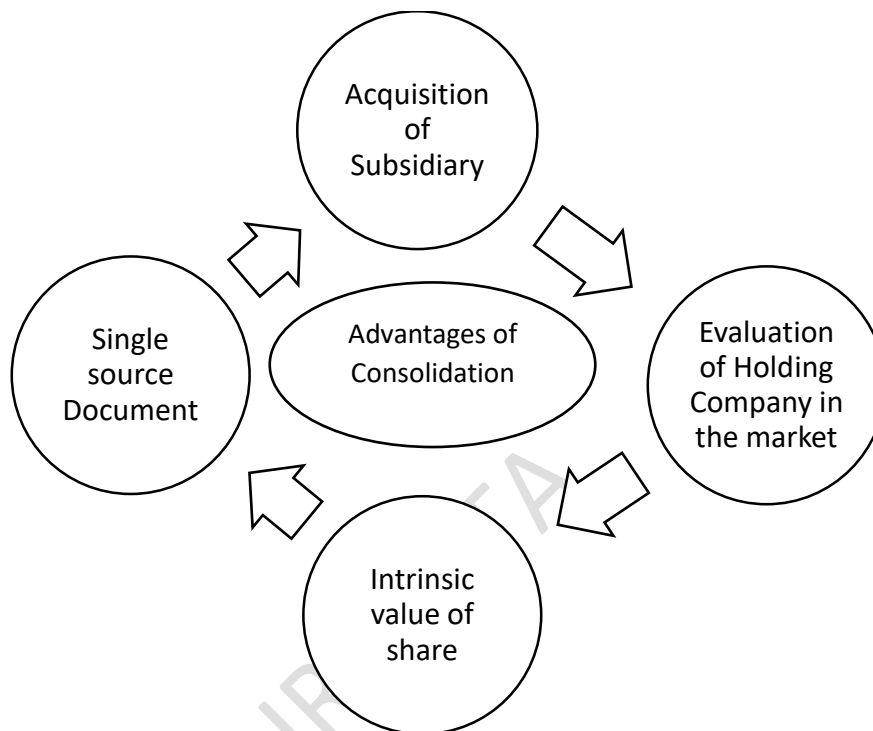 Acquisition
of
Subsidiary
Advantages of
Consolidation
Evaluation
of Holding
Company in
the market
Single
source
Document
Intrinsic
value of
share